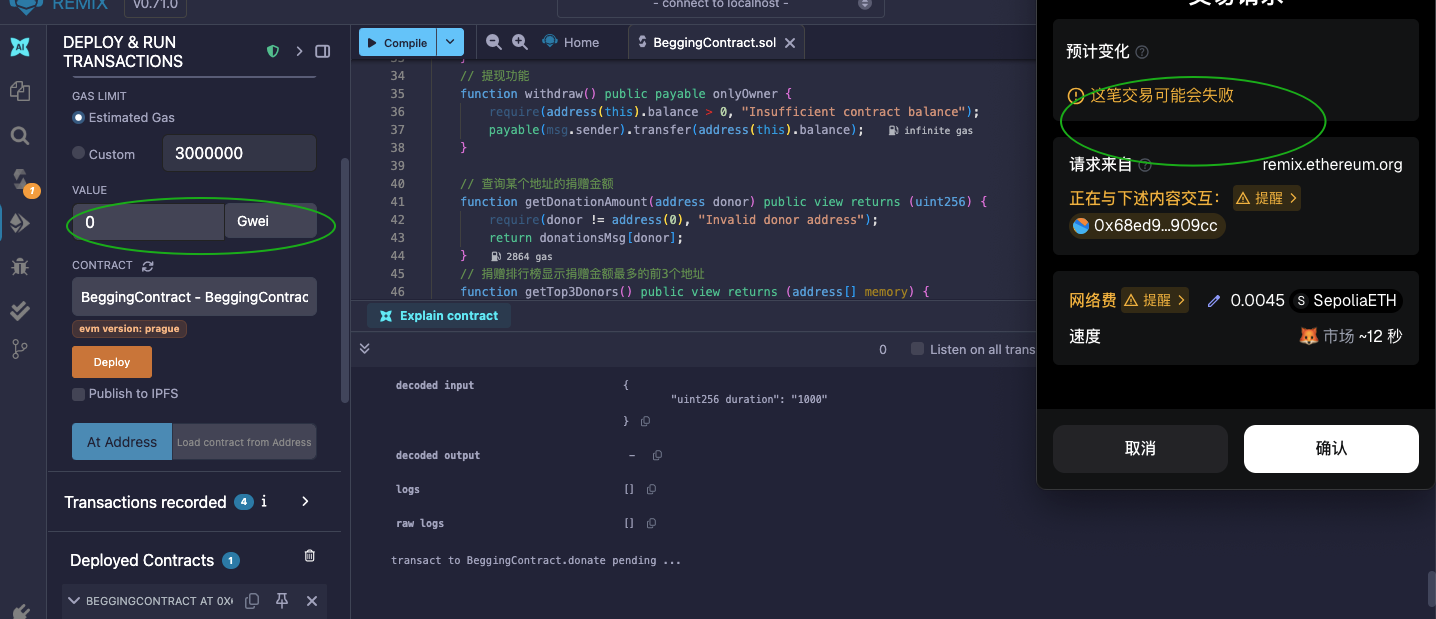 REMIX
v0.71.0
- connect to localhost -
DEPLOY & RUN
TRANSACTIONS
GAS LIMIT
Estimated Gas
Custom
3000000
VALUE
0
Gwei
CONTRACT
BeggingContract - BeggingContrac
evm version: prague
Deploy
Publish to IPFS
At Address
Load contract from Address
Transactions recorded 4 i
Deployed Contracts 1
BEGGINGCONTRACT AT 0X
AI
1
Compile
Home
BeggingContract.sol
34 // 提现功能
35 function withdraw() public payable onlyOwner {
36 require(address(this).balance > 0, "Insufficient contract balance");
37 payable(msg.sender).transfer(address(this).balance); infinite gas
38 }
39
40 // 查询某个地址的捐赠金额
41 function getDonationAmount(address donor) public view returns (uint256) {
42 require(donor != address(0), "Invalid donor address");
43 return donationsMsg[donor];
44 } 2864 gas
45 // 捐赠排行榜显示捐赠金额最多的前3个地址
46 function getTop3Donors() public view returns (address[] memory) {
Explain contract
0
Listen on all trans
decoded input {
"uint256 duration": "1000"
}
decoded output -
logs []
raw logs []
transact to BeggingContract.donate pending ...
交易请求
预计变化
这笔交易可能会失败
请求来自
remix.ethereum.org
正在与下述内容交互：
提醒
0x68ed9...909cc
网络费
提醒
0.0045
S SepoliaETH
速度
市场 ~12 秒
取消
确认